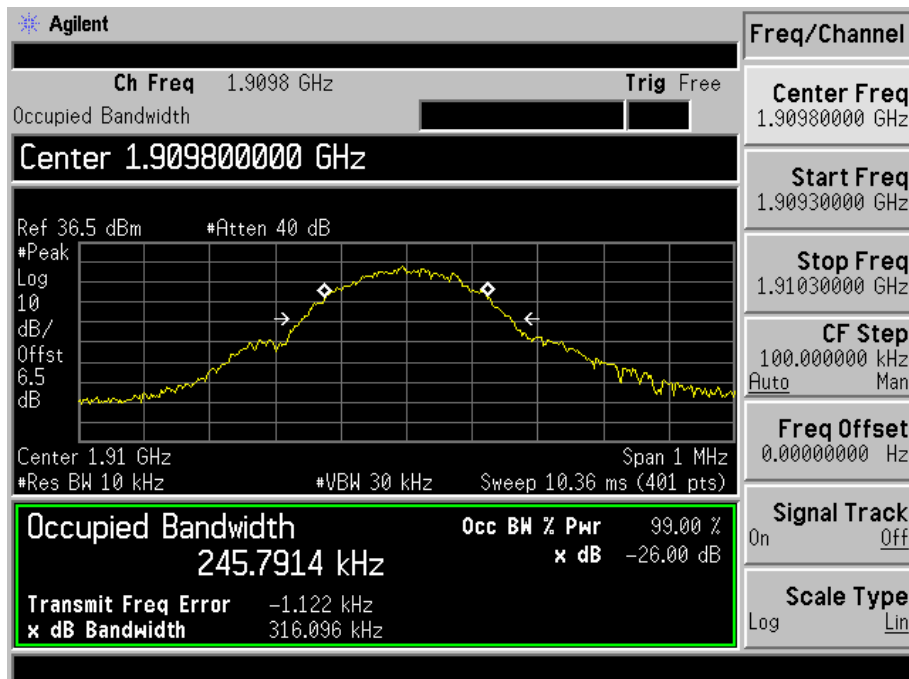 Agilent
Freq/Channel
Ch Freq 1.9098 GHz Trig Free
Occupied Bandwidth
Center 1.909800000 GHz
Ref 36.5 dBm #Atten 40 dB
#Peak
Log
10
dB/
Offst
6.5
dB
Center 1.91 GHz Span 1 MHz
#Res BW 10 kHz #VBW 30 kHz Sweep 10.36 ms (401 pts)
Occupied Bandwidth
245.7914 kHz
Occ BW % Pwr 99.00 %
x dB -26.00 dB
Transmit Freq Error -1.122 kHz
x dB Bandwidth 316.096 kHz
Center Freq
1.90980000 GHz
Start Freq
1.90930000 GHz
Stop Freq
1.91030000 GHz
CF Step
100.000000 kHz
Auto Man
Freq Offset
0.00000000 Hz
Signal Track
On Off
Scale Type
Log Lin